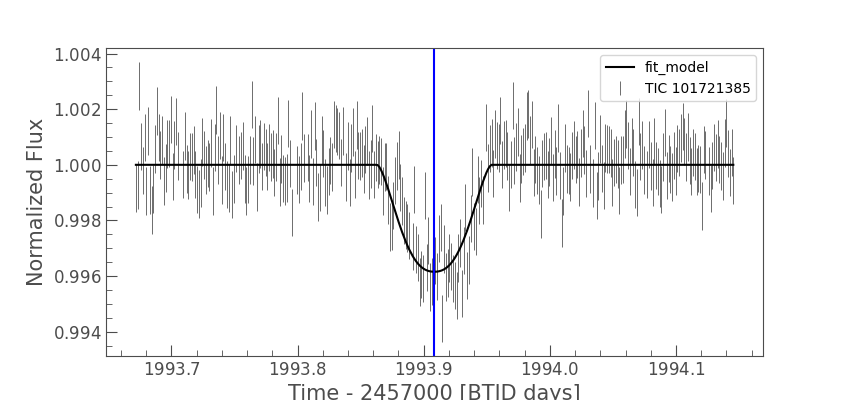 1.004
1.002
1.000
0.998
0.996
0.994
Normalized Flux
fit_model
TIC 101721385
1993.7 1993.8 1993.9 1994.0 1994.1
Time - 2457000 [BTJD days]